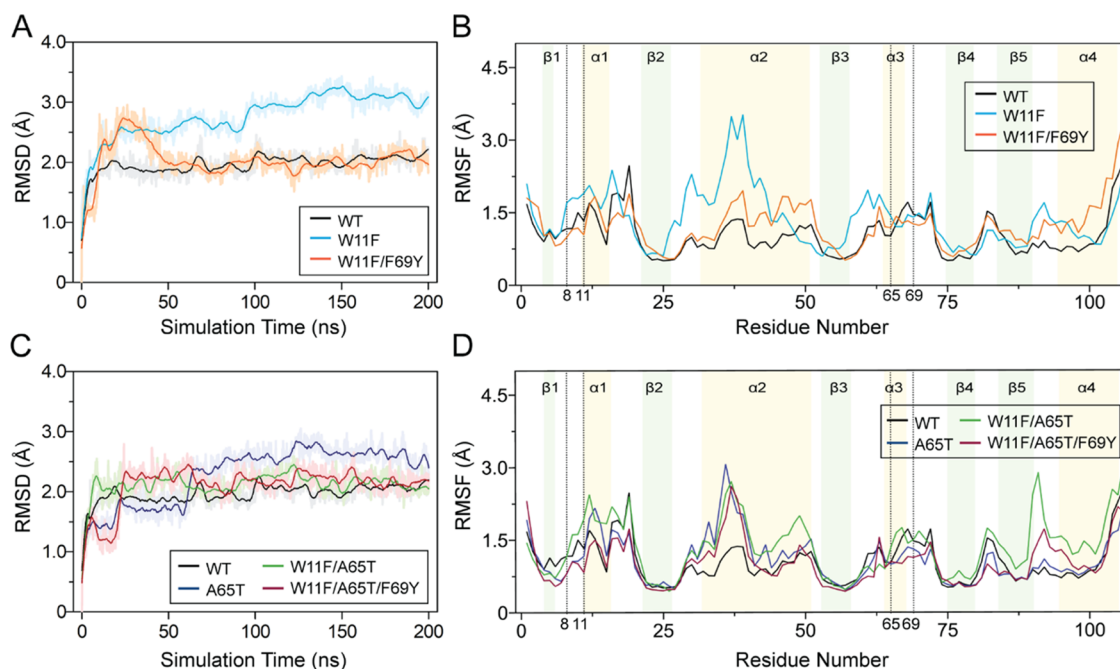 A
4.0
3.0
2.0
1.0
0
RMSD (Å)
0 50 100 150 200
Simulation Time (ns)
WT
W11F
W11F/F69Y
B
4.5
3.0
1.5
0
RMSF (Å)
β1 α1 β2 α2 β3 α3 β4 β5 α4
WT
W11F
W11F/F69Y
0 8 11 25 50 65 69 75 100
Residue Number
C
4.0
3.0
2.0
1.0
0
RMSD (Å)
WT W11F/A65T
A65T W11F/A65T/F69Y
0 50 100 150 200
Simulation Time (ns)
D
4.5
3.0
1.5
0
RMSF (Å)
β1 α1 β2 α2 β3 α3 β4 β5 α4
WT W11F/A65T
A65T W11F/A65T/F69Y
0 8 11 25 50 65 69 75 100
Residue Number